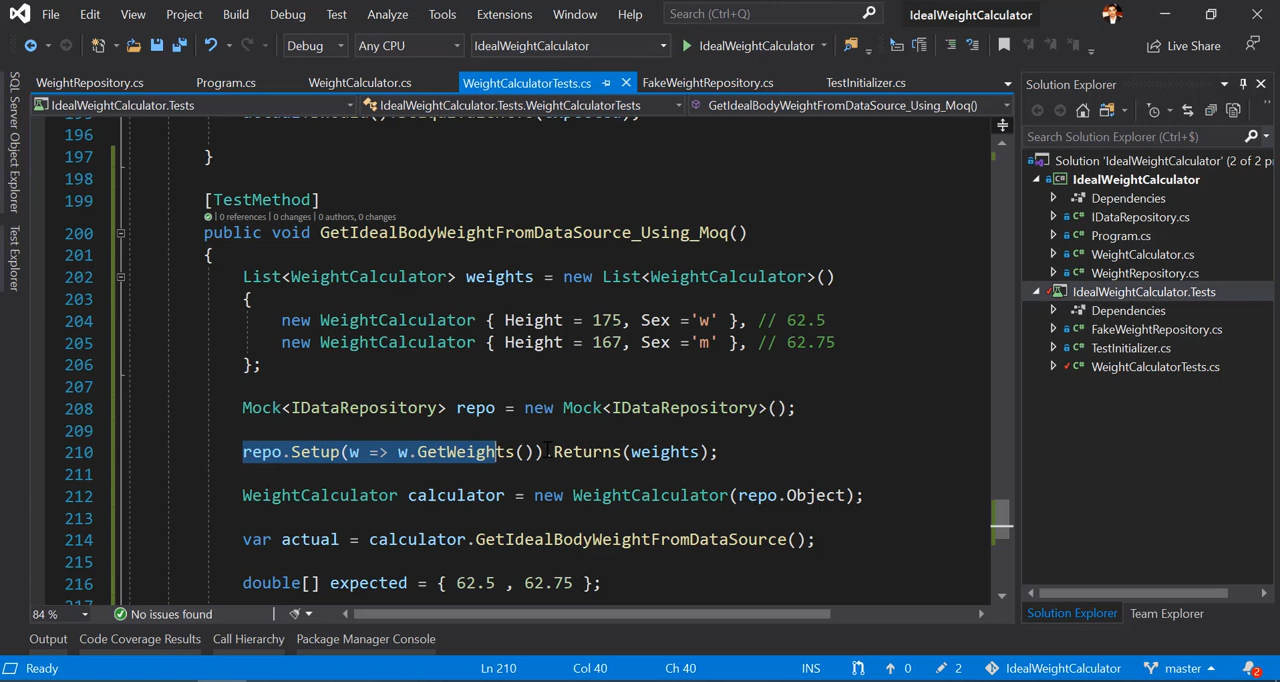 File Edit View Project Build Debug Test Analyze Tools Extensions Window Help Search (Ctrl+Q) IdealWeightCalculator
Debug Any CPU IdealWeightCalculator IdealWeightCalculator Live Share
WeightRepository.cs Program.cs WeightCalculator.cs WeightCalculatorTests.cs FakeWeightRepository.cs TestInitializer.cs
IdealWeightCalculator.Tests IdealWeightCalculator.Tests.WeightCalculatorTests GetIdealBodyWeightFromDataSource_Using_Moq()
SQL Server Object Explorer
Test Explorer
196
197 }
198
199 [TestMethod]
0 references | 0 changes | 0 authors, 0 changes
200 public void GetIdealBodyWeightFromDataSource_Using_Moq()
201 {
202 List<WeightCalculator> weights = new List<WeightCalculator>()
203 {
204 new WeightCalculator { Height = 175, Sex ='w' }, // 62.5
205 new WeightCalculator { Height = 167, Sex ='m' }, // 62.75
206 };
207
208 Mock<IDataRepository> repo = new Mock<IDataRepository>();
209
210 repo.Setup(w => w.GetWeights()).Returns(weights);
211
212 WeightCalculator calculator = new WeightCalculator(repo.Object);
213
214 var actual = calculator.GetIdealBodyWeightFromDataSource();
215
216 double[] expected = { 62.5 , 62.75 };
84 % No issues found
Solution Explorer
Search Solution Explorer (Ctrl+$)
Solution 'IdealWeightCalculator' (2 of 2 p
IdealWeightCalculator
Dependencies
IDataRepository.cs
Program.cs
WeightCalculator.cs
WeightRepository.cs
IdealWeightCalculator.Tests
Dependencies
FakeWeightRepository.cs
TestInitializer.cs
WeightCalculatorTests.cs
Solution Explorer Team Explorer
Output Code Coverage Results Call Hierarchy Package Manager Console
Ready Ln 210 Col 40 Ch 40 INS 0 2 IdealWeightCalculator master 2